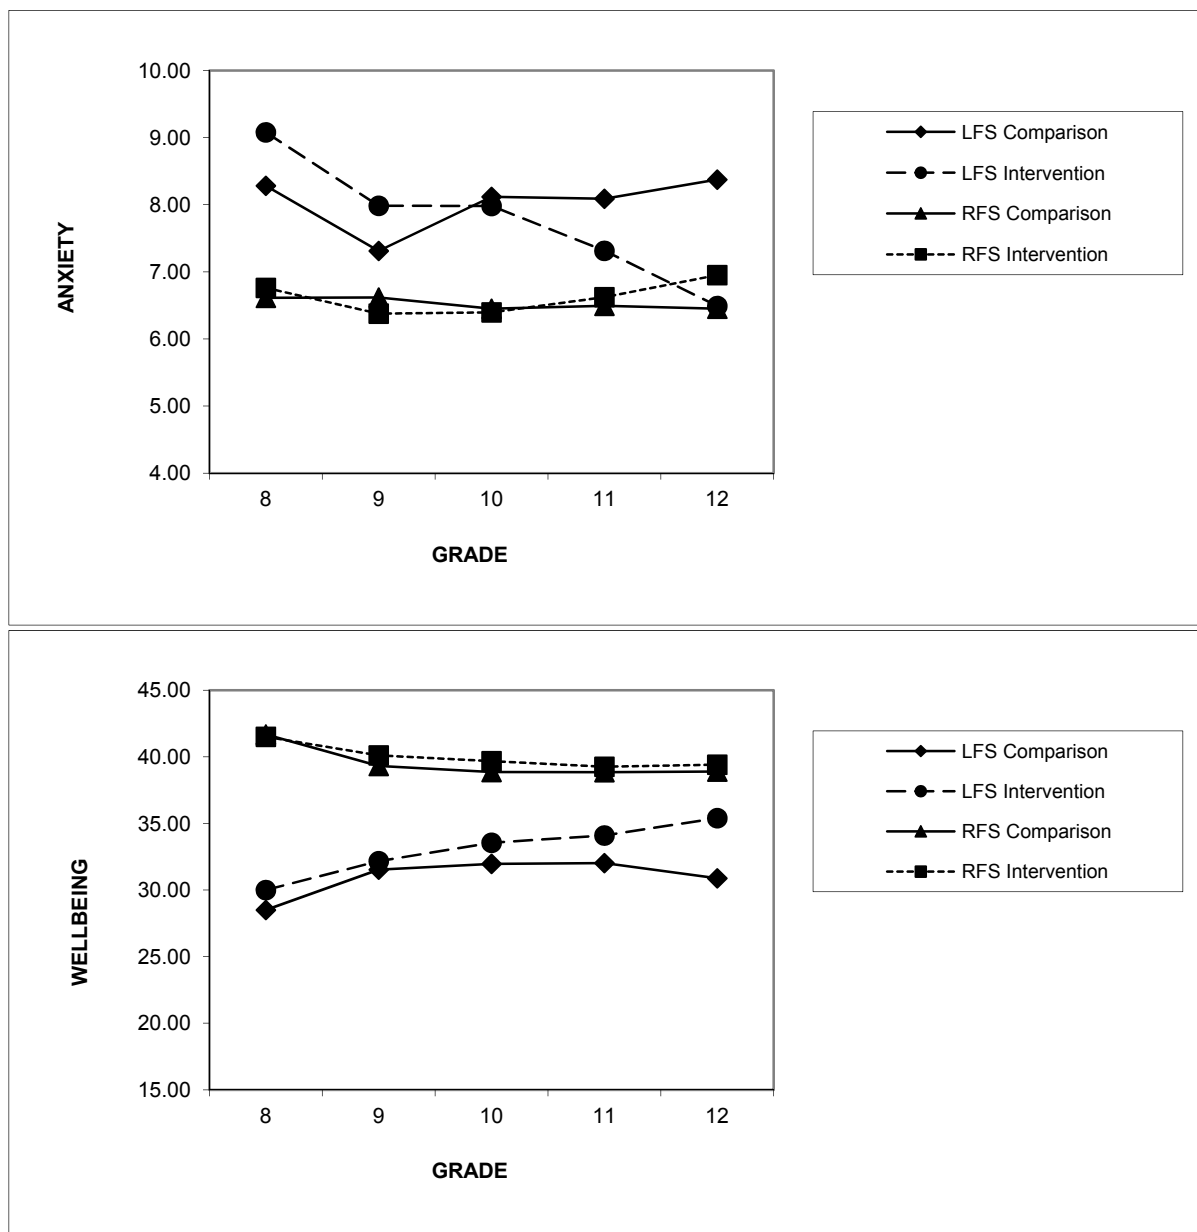 10.00
9.00
8.00
7.00
6.00
5.00
4.00
ANXIETY
8 9 10 11 12
GRADE
LFS Comparison
LFS Intervention
RFS Comparison
RFS Intervention
45.00
40.00
35.00
30.00
25.00
20.00
15.00
WELLBEING
8 9 10 11 12
GRADE
LFS Comparison
LFS Intervention
RFS Comparison
RFS Intervention